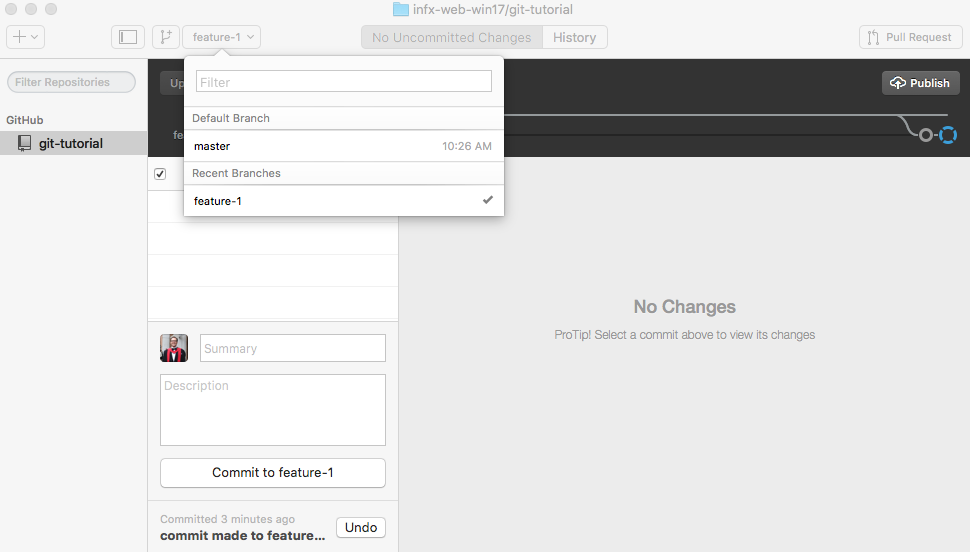 infx-web-win17/git-tutorial
feature-1
No Uncommitted Changes
History
Pull Request
Filter Repositories
GitHub
git-tutorial
Up
Publish
fe
Filter
Default Branch
master 10:26 AM
Recent Branches
feature-1
No Changes
ProTip! Select a commit above to view its changes
Summary
Description
Commit to feature-1
Committed 3 minutes ago
commit made to feature...
Undo